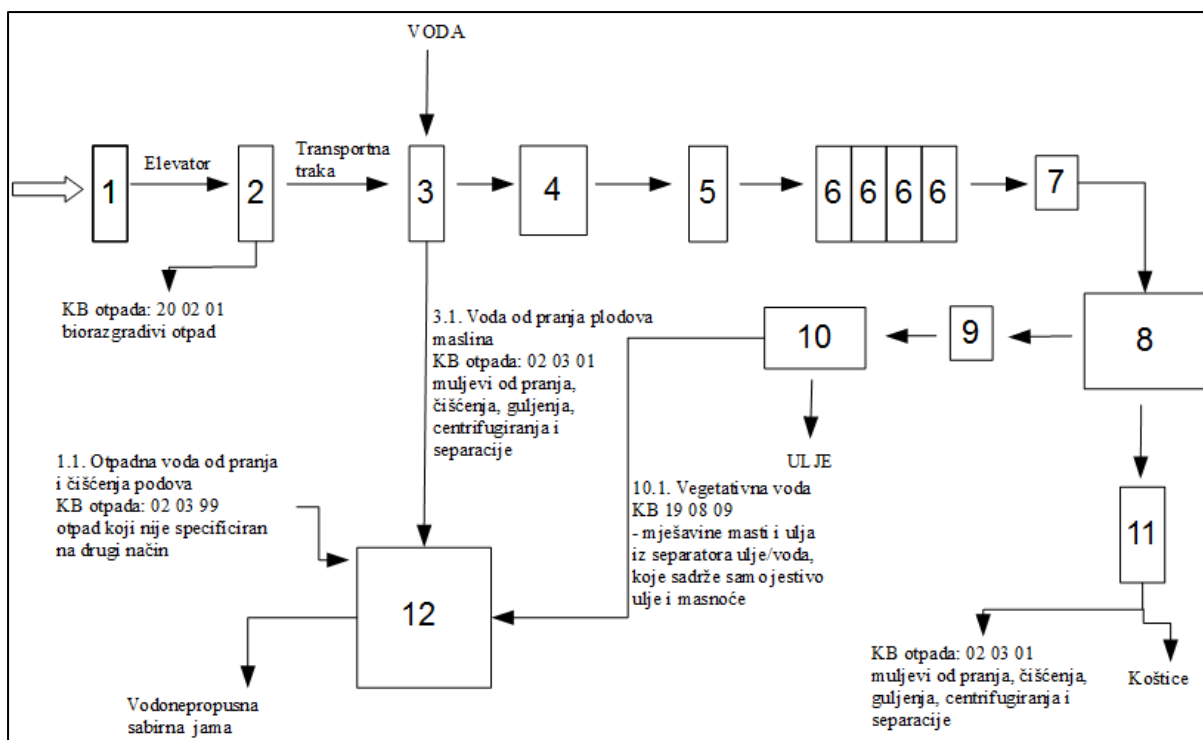 VODA
Elevator
Transportna
traka
1
2
3
4
5
6 6 6 6
7
KB otpada: 20 02 01
biorazgradivi otpad
3.1. Voda od pranja plodova
maslina
KB otpada: 02 03 01
muljevi od pranja,
čišćenja, guljenja,
centrifugiranja i
separacije
10
9
8
ULJE
1.1. Otpadna voda od pranja
i čišćenja podova
KB otpada: 02 03 99
otpad koji nije specificiran
na drugi način
10.1. Vegetativna voda
KB 19 08 09
- mješavine masti i ulja
iz separatora ulje/voda,
koje sadrže samo jestivo
ulje i masnoće
11
12
KB otpada: 02 03 01
muljevi od pranja, čišćenja,
guljenja, centrifugiranja i
separacije
Koštice
Vodonepropusna
sabirna jama